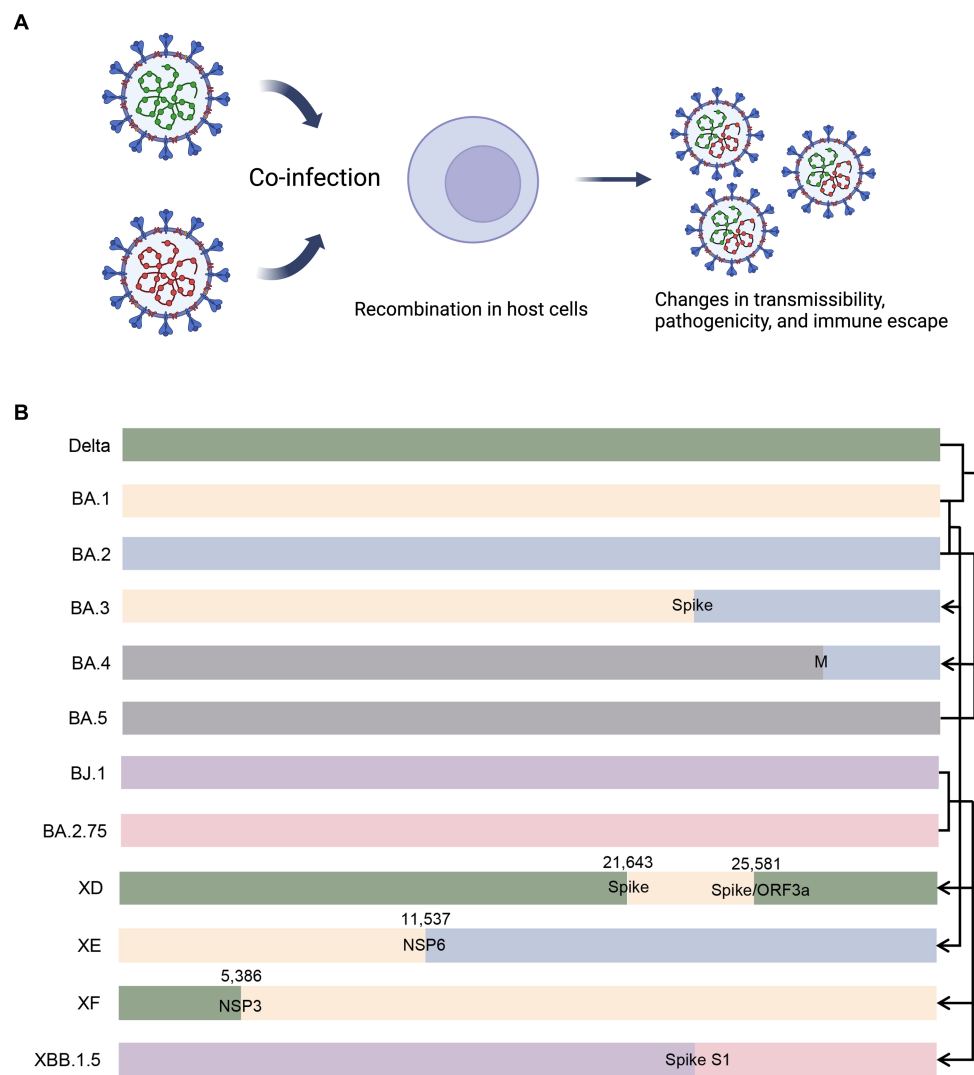 A
Co-infection
Recombination in host cells
Changes in transmissibility,
pathogenicity, and immune escape
B
Delta
BA.1
BA.2
BA.3
Spike
BA.4
M
BA.5
BJ.1
BA.2.75
21,643
25,581
XD
Spike
Spike/ORF3a
11,537
XE
NSP6
5,386
XF
NSP3
XBB.1.5
Spike S1